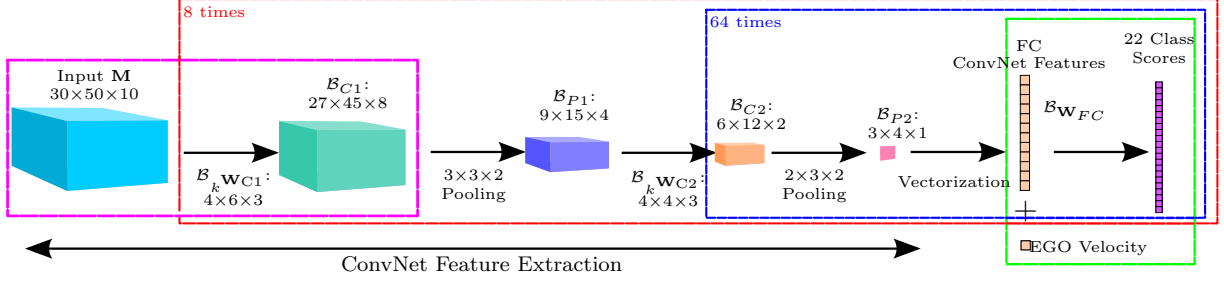 8 times
64 times
Input M
30×50×10
ℬ_C1:
27×45×8
ℬ_P1:
9×15×4
ℬ_C2:
6×12×2
ℬ_P2:
3×4×1
FC
ConvNet Features
22 Class
Scores
ℬ_k W_C1:
4×6×3
3×3×2
Pooling
ℬ_k W_C2:
4×4×3
2×3×2
Pooling
Vectorization
ℬ_W_FC
+
EGO Velocity
ConvNet Feature Extraction